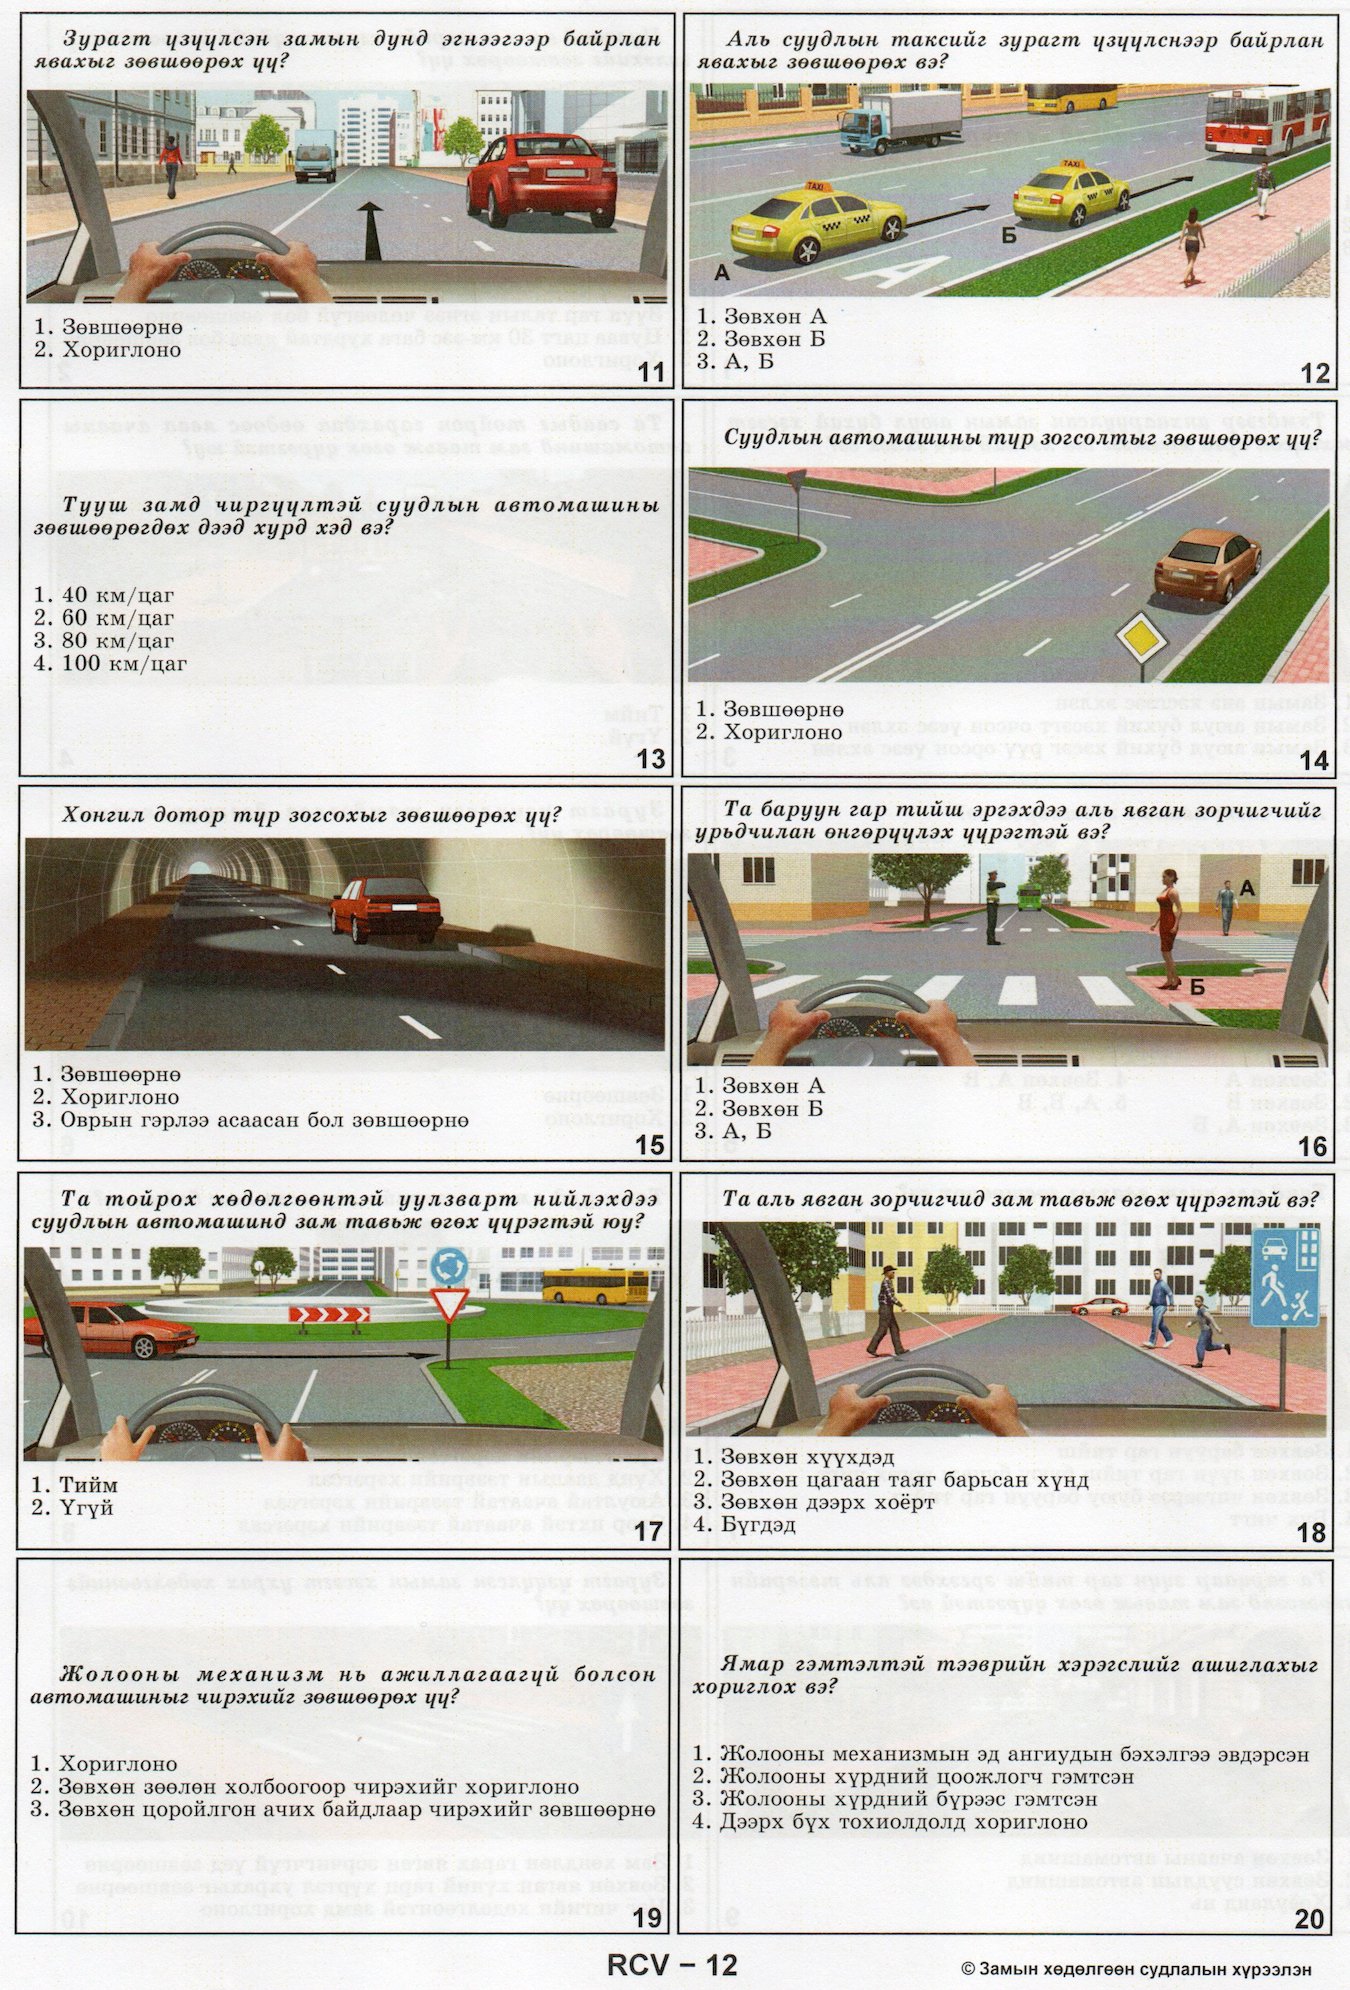 Зурагт үзүүлсэн замын дунд эгнээгээр байрлан
явахыг зөвшөөрөх үү?
1. Зөвшөөрнө
2. Хориглоно
11
Аль суудлын таксийг зурагт үзүүлснээр байрлан
явахыг зөвшөөрөх вэ?
TAXI
TAXI
А
Б
А
1. Зөвхөн А
2. Зөвхөн Б
3. А, Б
12
Тууш замд чиргүүлтэй суудлын автомашины
зөвшөөрөгдөх дээд хурд хэд вэ?
1. 40 км/цаг
2. 60 км/цаг
3. 80 км/цаг
4. 100 км/цаг
13
Суудлын автомашины түр зогсолтыг зөвшөөрөх үү?
1. Зөвшөөрнө
2. Хориглоно
14
Хонгил дотор түр зогсохыг зөвшөөрөх үү?
1. Зөвшөөрнө
2. Хориглоно
3. Оврын гэрлээ асаасан бол зөвшөөрнө
15
Та баруун гар тийш эргэхдээ аль явган зорчигчийг
урьдчилан өнгөрүүлэх үүрэгтэй вэ?
А
Б
1. Зөвхөн А
2. Зөвхөн Б
3. А, Б
16
Та тойрох хөдөлгөөнтэй уулзварт нийлэхдээ
суудлын автомашинд зам тавьж өгөх үүрэгтэй юу?
1. Тийм
2. Үгүй
17
Та аль явган зорчигчид зам тавьж өгөх үүрэгтэй вэ?
1. Зөвхөн хүүхдэд
2. Зөвхөн цагаан таяг барьсан хүнд
3. Зөвхөн дээрх хоёрт
4. Бүгдэд
18
Жолооны механизм нь ажиллагаагүй болсон
автомашиныг чирэхийг зөвшөөрөх үү?
1. Хориглоно
2. Зөвхөн зөөлөн холбоогоор чирэхийг хориглоно
3. Зөвхөн цоройлгон ачих байдлаар чирэхийг зөвшөөрнө
19
Ямар гэмтэлтэй тээврийн хэрэгслийг ашиглахыг
хориглох вэ?
1. Жолооны механизмын эд ангиудын бэхэлгээ эвдэрсэн
2. Жолооны хүрдний цоожлогч гэмтсэн
3. Жолооны хүрдний бүрээс гэмтсэн
4. Дээрх бүх тохиолдолд хориглоно
20
RCV – 12
© Замын хөдөлгөөн судлалын хүрээлэн